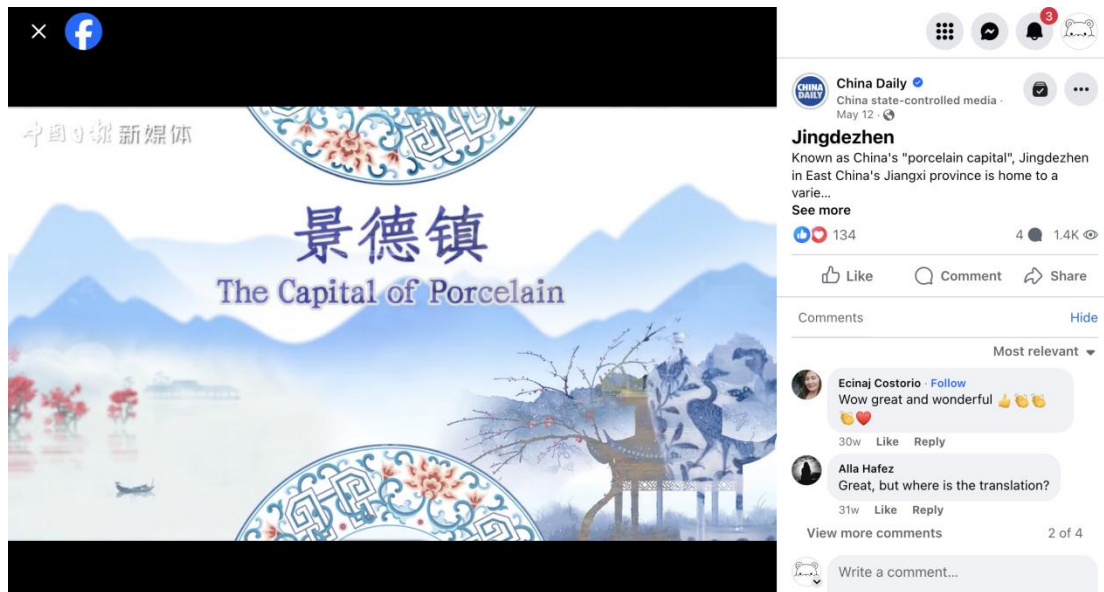 中国日报新媒体
景德镇
The Capital of Porcelain
3
CHINA DAILY
China Daily
China state-controlled media ·
May 12 ·
Jingdezhen
Known as China's "porcelain capital", Jingdezhen
in East China's Jiangxi province is home to a
varie...
See more
134
4
1.4K
Like
Comment
Share
Comments
Hide
Most relevant
Ecinaj Costorio · Follow
Wow great and wonderful 👍👏👏
👏❤️
30w Like Reply
Alla Hafez
Great, but where is the translation?
31w Like Reply
View more comments
2 of 4
Write a comment...